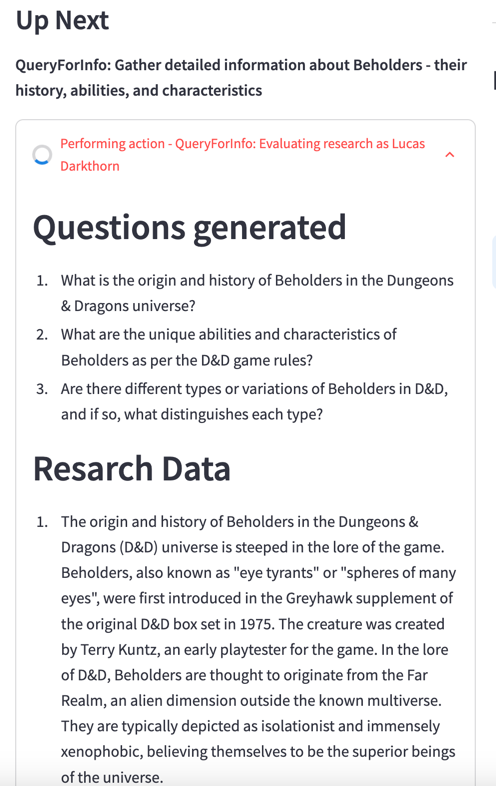 Up Next
QueryForInfo: Gather detailed information about Beholders - their
history, abilities, and characteristics
Performing action - QueryForInfo: Evaluating research as Lucas
Darkthorn
Questions generated
1. What is the origin and history of Beholders in the Dungeons
& Dragons universe?
2. What are the unique abilities and characteristics of
Beholders as per the D&D game rules?
3. Are there different types or variations of Beholders in D&D,
and if so, what distinguishes each type?
Resarch Data
1. The origin and history of Beholders in the Dungeons &
Dragons (D&D) universe is steeped in the lore of the game.
Beholders, also known as "eye tyrants" or "spheres of many
eyes", were first introduced in the Greyhawk supplement of
the original D&D box set in 1975. The creature was created
by Terry Kuntz, an early playtester for the game. In the lore
of D&D, Beholders are thought to originate from the Far
Realm, an alien dimension outside the known multiverse.
They are typically depicted as isolationist and immensely
xenophobic, believing themselves to be the superior beings
of the universe.